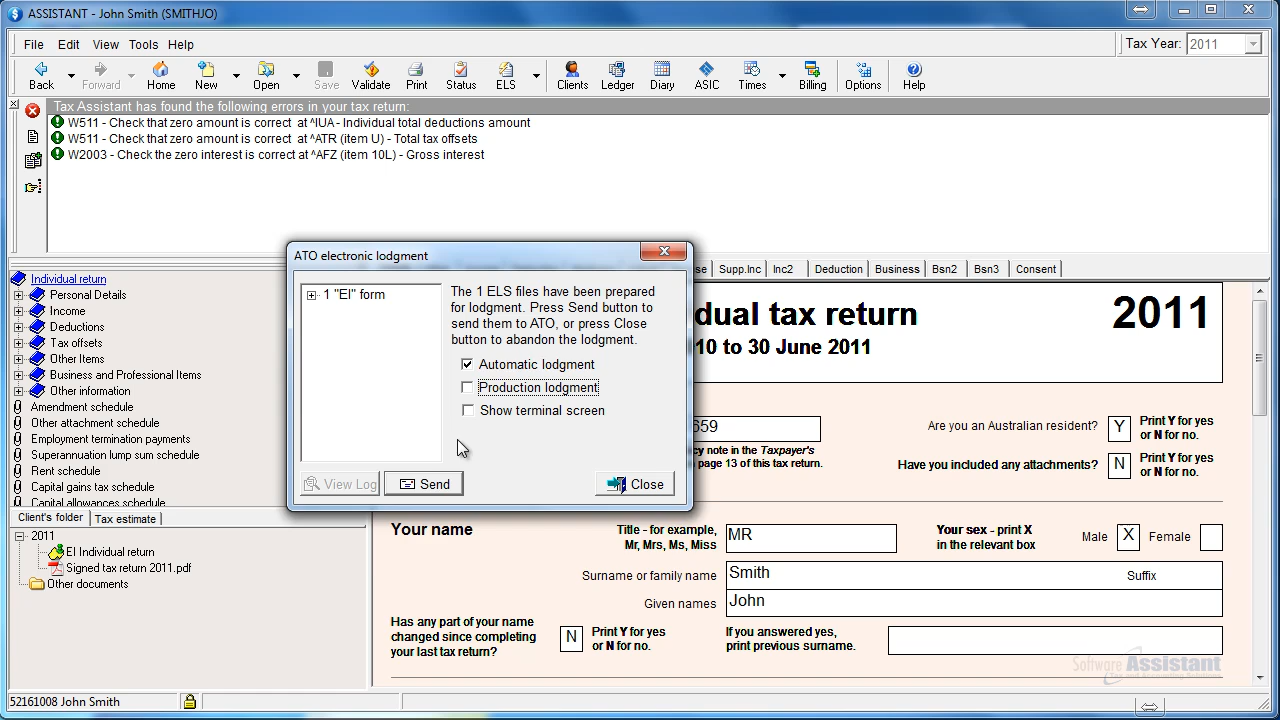 ASSISTANT - John Smith (SMITHJO)
File Edit View Tools Help
Tax Year: 2011
Back Forward Home New Open Save Validate Print Status ELS Clients Ledger Diary ASIC Times Billing Options Help
Tax Assistant has found the following errors in your tax return:
W511 - Check that zero amount is correct at ^IUA - Individual total deductions amount
W511 - Check that zero amount is correct at ^ATR (item U) - Total tax offsets
W2003 - Check the zero interest is correct at ^AFZ (item 10L) - Gross interest
Individual return
Personal Details
Income
Deductions
Tax offsets
Other Items
Business and Professional Items
Other information
Amendment schedule
Other attachment schedule
Employment termination payments
Superannuation lump sum schedule
Rent schedule
Capital gains tax schedule
Capital allowances schedule
Client's folder Tax estimate
2011
EI Individual return
Signed tax return 2011.pdf
Other documents
52161008 John Smith
ATO electronic lodgment
1 "EI" form
The 1 ELS files have been prepared
for lodgment. Press Send button to
send them to ATO, or press Close
button to abandon the lodgment.
Automatic lodgment
Production lodgment
Show terminal screen
View Log Send Close
se Supp.Inc Inc2 Deduction Business Bsn2 Bsn3 Consent
dual tax return 2011
10 to 30 June 2011
659
cy note in the Taxpayer's
page 13 of this tax return.
Are you an Australian resident? Y Print Y for yes
or N for no.
Have you included any attachments? N Print Y for yes
or N for no.
Your name
Title - for example,
Mr, Mrs, Ms, Miss
MR
Your sex - print X
in the relevant box
Male X Female
Surname or family name Smith Suffix
Given names John
Has any part of your name
changed since completing
your last tax return?
N Print Y for yes
or N for no.
If you answered yes,
print previous surname.
Software Assistant
Tax and Accounting Solutions